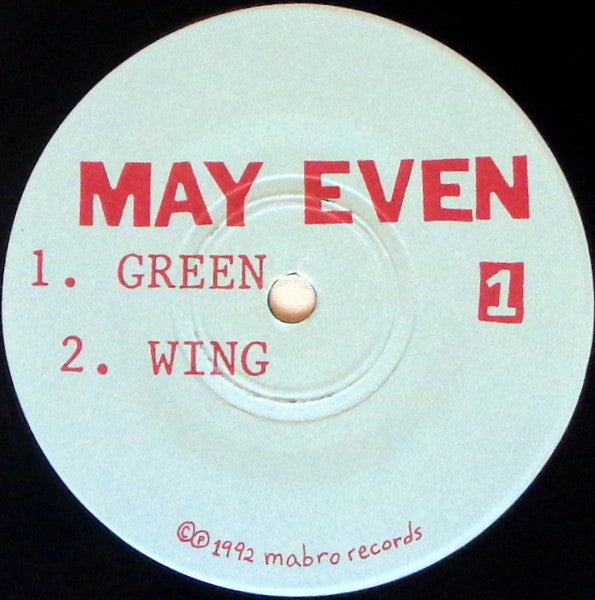 MAY EVEN
1. GREEN
1
2. WING
©℗ 1992 mabro records